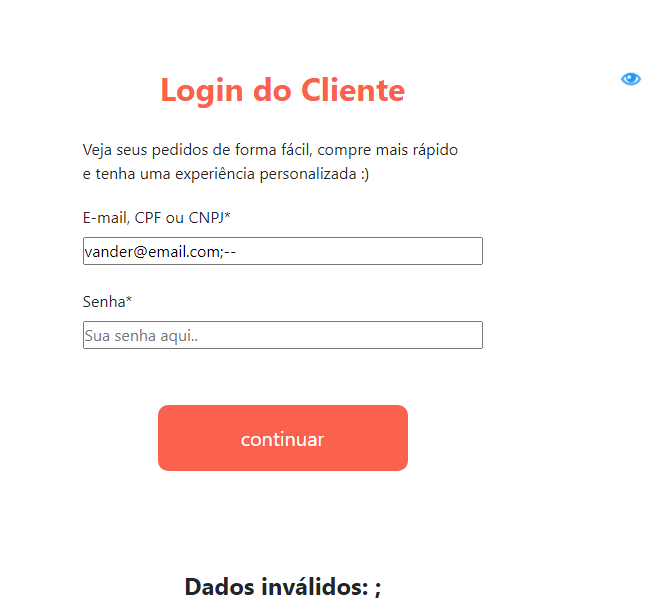 Login do Cliente
Veja seus pedidos de forma fácil, compre mais rápido
e tenha uma experiência personalizada :)
E-mail, CPF ou CNPJ*
vander@email.com;--
Senha*
Sua senha aqui..
continuar
Dados inválidos: ;